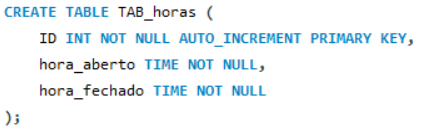 CREATE TABLE TAB_horas (
ID INT NOT NULL AUTO_INCREMENT PRIMARY KEY,
hora_aberto TIME NOT NULL,
hora_fechado TIME NOT NULL
);